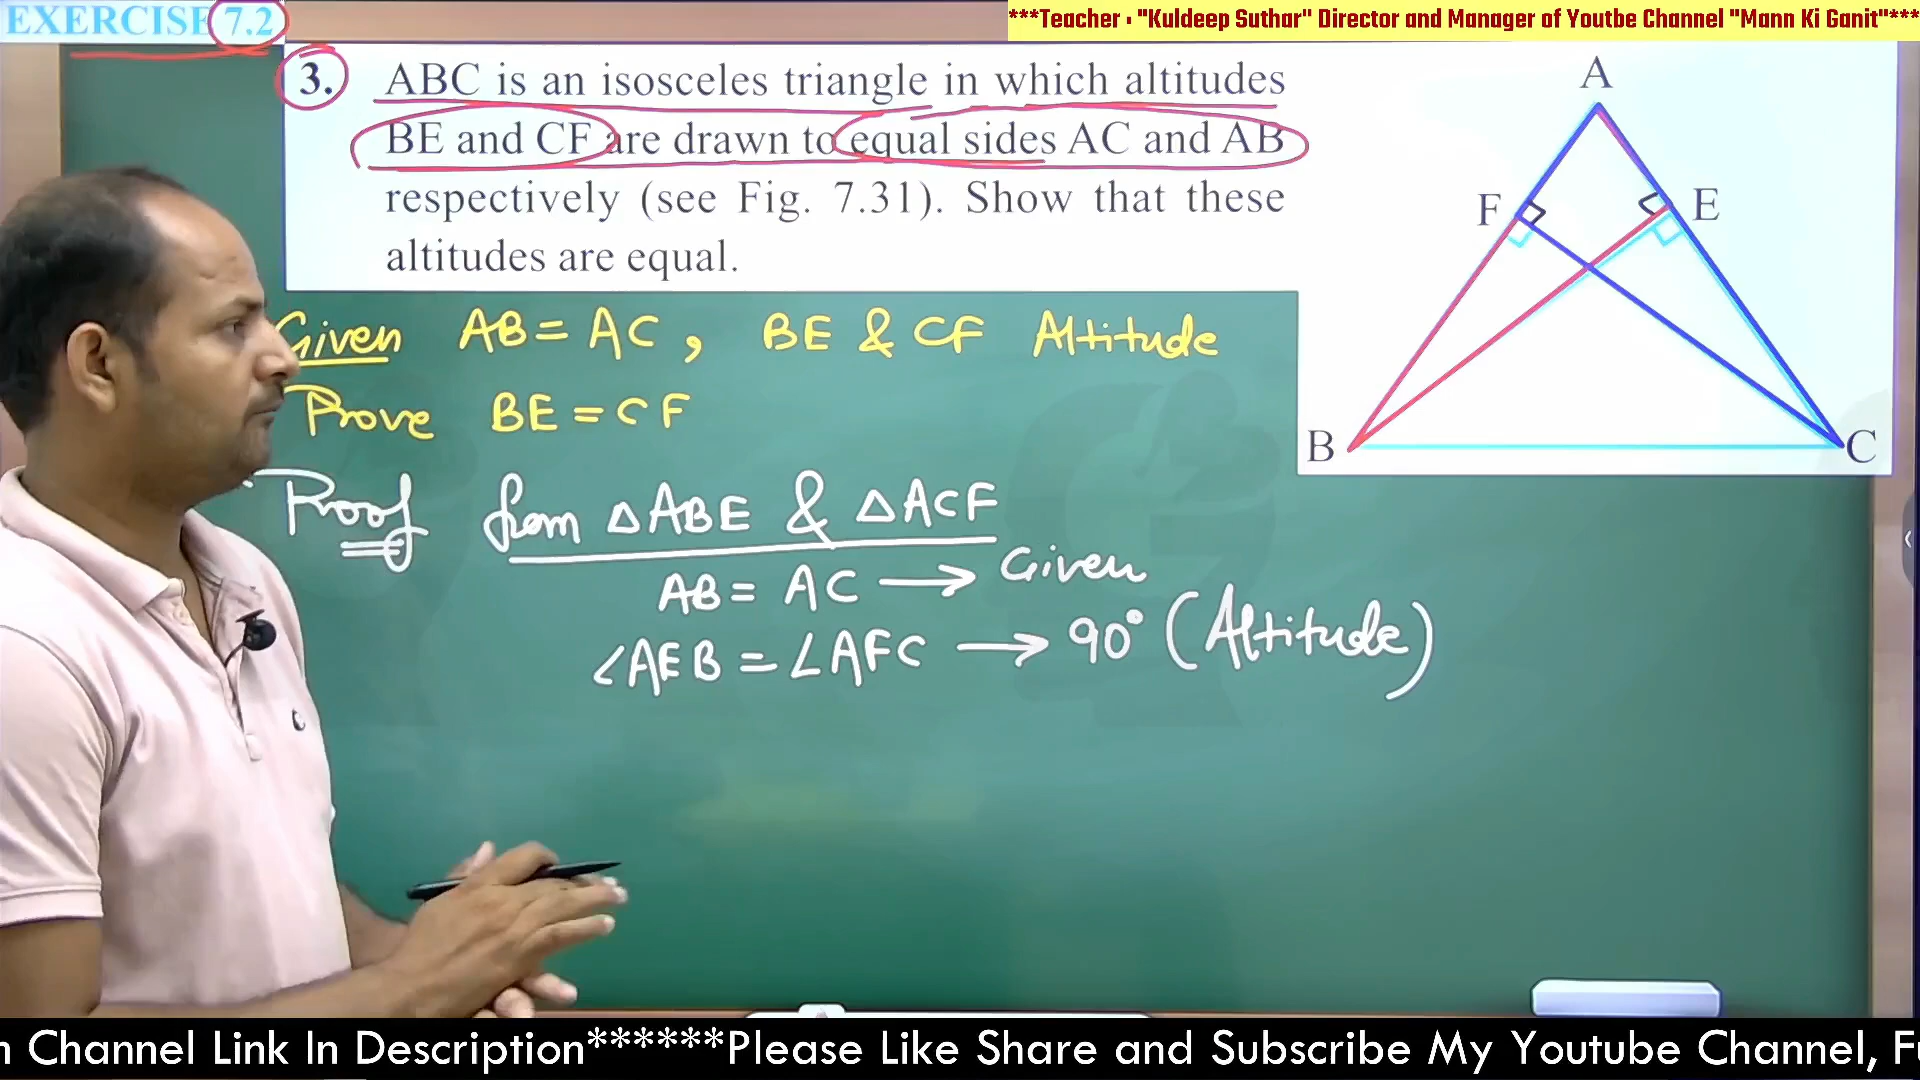 EXERCISE 7.2
***Teacher : "Kuldeep Suthar" Director and Manager of Youtbe Channel "Mann Ki Ganit"***
3. ABC is an isosceles triangle in which altitudes
BE and CF are drawn to equal sides AC and AB
respectively (see Fig. 7.31). Show that these
altitudes are equal.
A
F
E
B
C
Given AB = AC, BE & CF Altitude
Prove BE = CF
Proof from △ABE & △ACF
AB = AC → Given
∠AEB = ∠AFC → 90° (Altitude)
Channel Link In Description******Please Like Share and Subscribe My Youtube Channel,